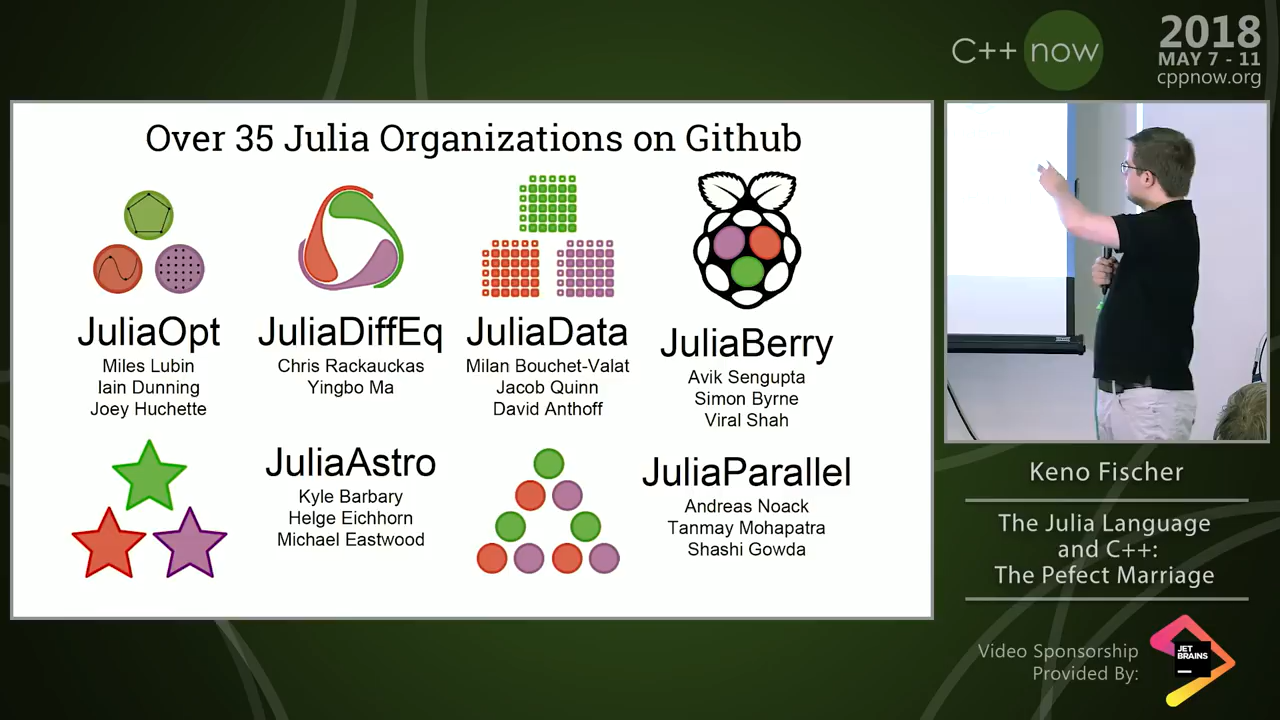 C++ now
2018
MAY 7 - 11
cppnow.org
Over 35 Julia Organizations on Github
JuliaOpt
Miles Lubin
Iain Dunning
Joey Huchette
JuliaDiffEq
Chris Rackauckas
Yingbo Ma
JuliaData
Milan Bouchet-Valat
Jacob Quinn
David Anthoff
JuliaBerry
Avik Sengupta
Simon Byrne
Viral Shah
JuliaAstro
Kyle Barbary
Helge Eichhorn
Michael Eastwood
JuliaParallel
Andreas Noack
Tanmay Mohapatra
Shashi Gowda
Keno Fischer
The Julia Language
and C++:
The Pefect Marriage
Video Sponsorship
Provided By:
JET
BRAINS